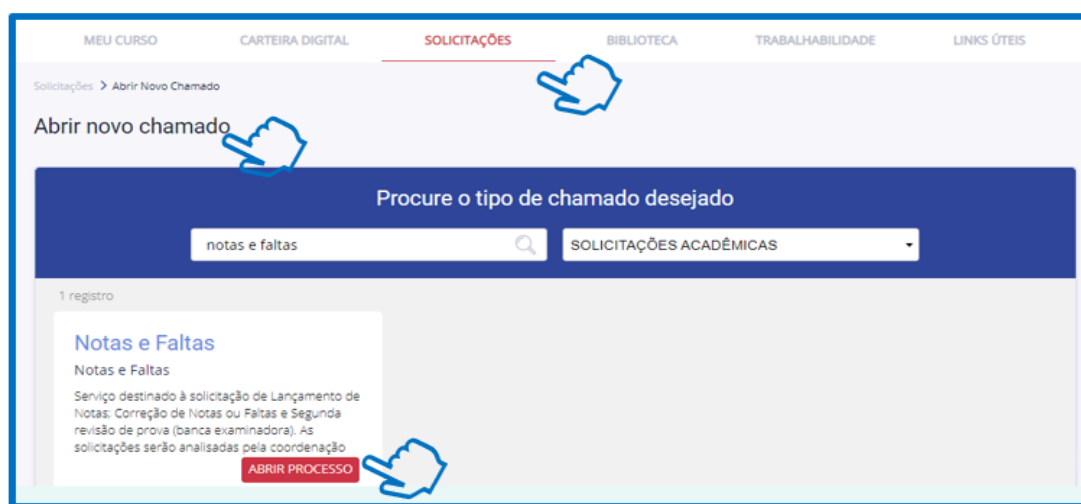 MEU CURSO CARTEIRA DIGITAL SOLICITAÇÕES BIBLIOTECA TRABALHABILIDADE LINKS ÚTEIS
Solicitações > Abrir Novo Chamado
Abrir novo chamado
Procure o tipo de chamado desejado
notas e faltas SOLICITAÇÕES ACADÊMICAS
1 registro
Notas e Faltas
Notas e Faltas
Serviço destinado à solicitação de Lançamento de
Notas; Correção de Notas ou Faltas e Segunda
revisão de prova (banca examinadora). As
solicitações serão analisadas pela coordenação
ABRIR PROCESSO